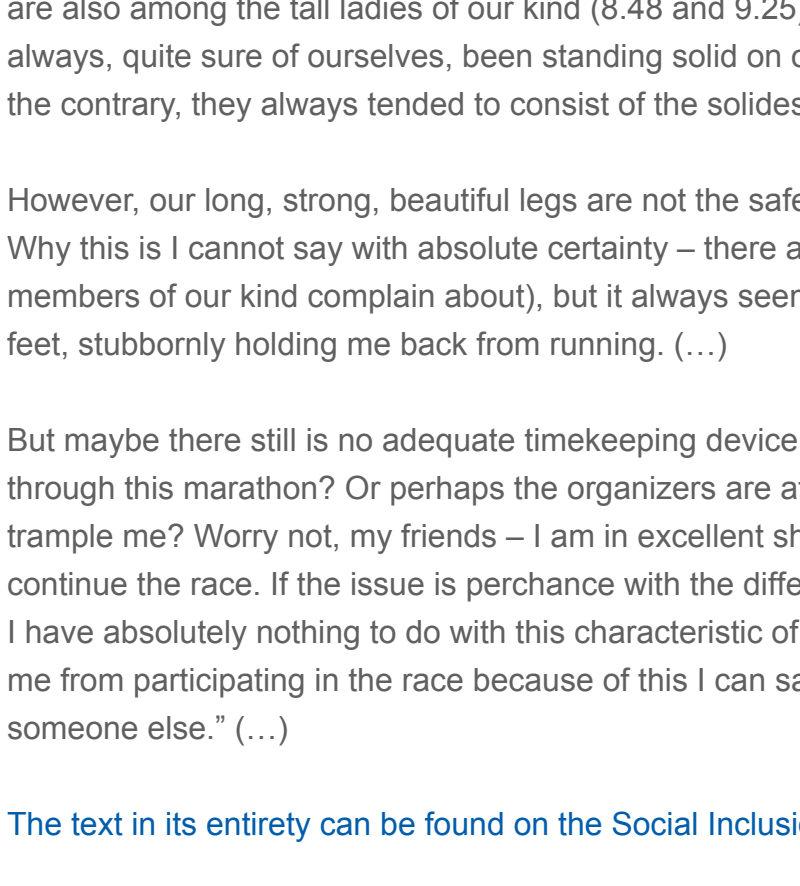 are also among the tall ladies of our kind (8.48 and 9.25)
always, quite sure of ourselves, been standing solid on
the contrary, they always tended to consist of the
However, our long, strong, beautiful legs are not the
Why this is I cannot say with absolute certainty – there
members of our kind complain about), but it always
feet, stubbornly holding me back from running. (…)
But maybe there still is no adequate timekeeping device
through this marathon? Or perhaps the organizers are
trample me? Worry not, my friends – I am in excellent
continue the race. If the issue is perchance with the
I have absolutely nothing to do with this characteristic of
me from participating in the race because of this I can
someone else.” (…)
The text in its entirety can be found on the Social